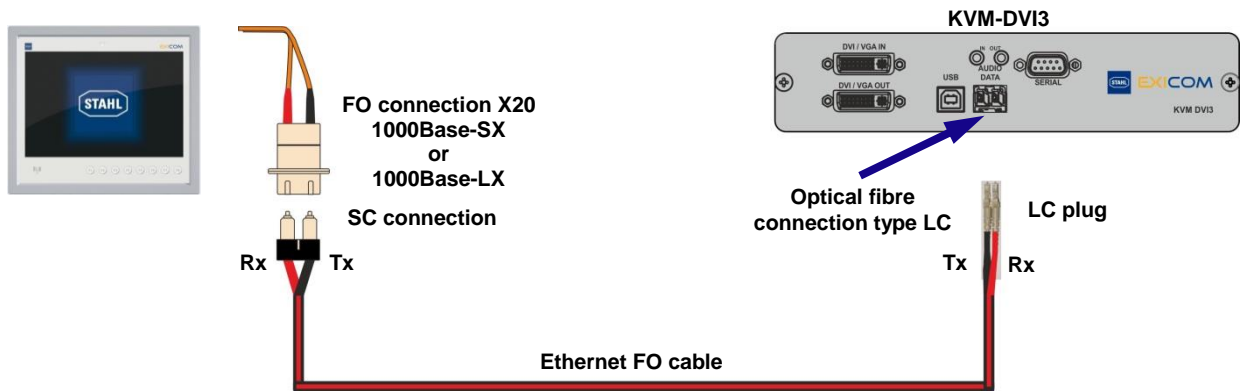 STAHL
EXICOM
STAHL
FO connection X20
1000Base-SX
or
1000Base-LX
SC connection
Rx
Tx
Ethernet FO cable
KVM-DVI3
DVI / VGA IN
DVI / VGA OUT
IN OUT
AUDIO
USB
DATA
SERIAL
STAHL
EXICOM
KVM DVI3
Optical fibre
connection type LC
LC plug
Tx
Rx